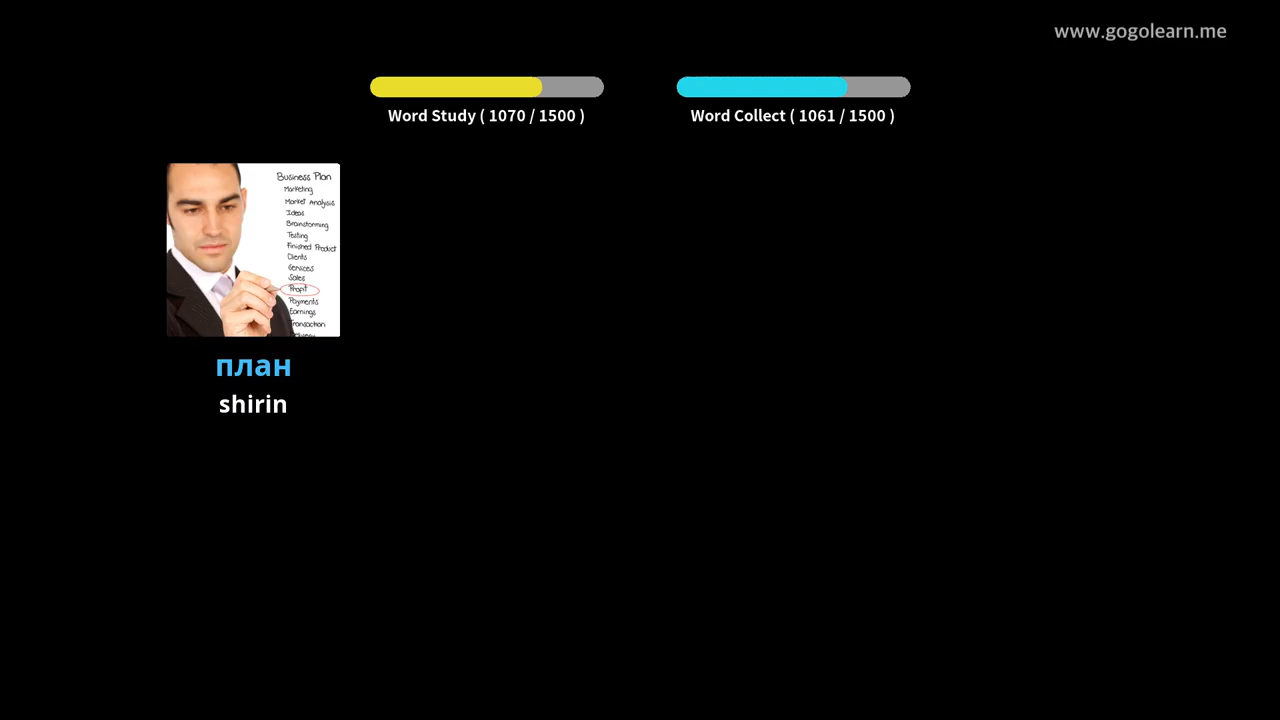 www.gogolearn.me
Word Study ( 1070 / 1500 )
Word Collect ( 1061 / 1500 )
Business Plan
Marketing
Market Analysis
Ideas
Brainstorming
Testing
Finished Product
Clients
Services
Sales
Profit
Payments
Earnings
Transaction
план
shirin